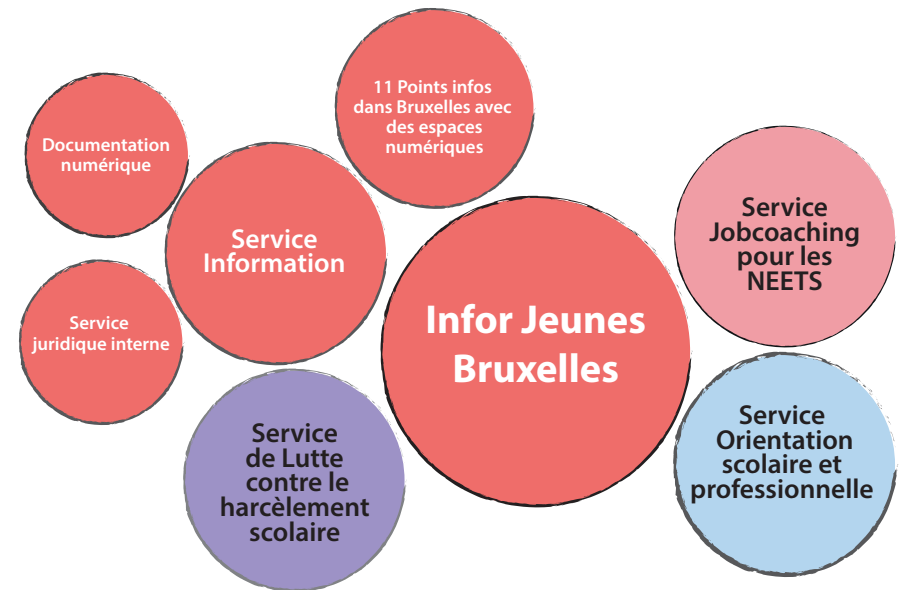 11 Points infos
dans Bruxelles avec
des espaces
numériques
Documentation
numérique
Service
Information
Service
juridique interne
Infor Jeunes
Bruxelles
Service
Jobcoaching
pour les
NEETS
Service
de Lutte
contre le
harcèlement
scolaire
Service
Orientation
scolaire et
professionnelle